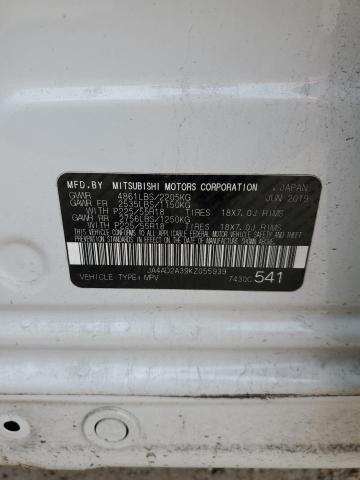 MFD.BY MITSUBISHI MOTORS CORPORATION , JAPAN
GVWR 4861LBS/2205KG JUN 2019
GAWR FR 2535LBS/1150KG
WITH P225/55R18 TIRES 18X7.0J RIMS
GAWR RR 2756LBS/1250KG
WITH P225/55R18 TIRES 18X7.0J RIMS
THIS VEHICLE CONFORMS TO ALL APPLICABLE
FEDERAL MOTOR VEHICLE SAFETY AND THEFT
PREVENTION STANDARDS IN EFFECT ON THE DATE
OF MANUFACTURE SHOWN ABOVE.
JA4AD2A39KZ055939
VEHICLE TYPE:MPV 7430C 541